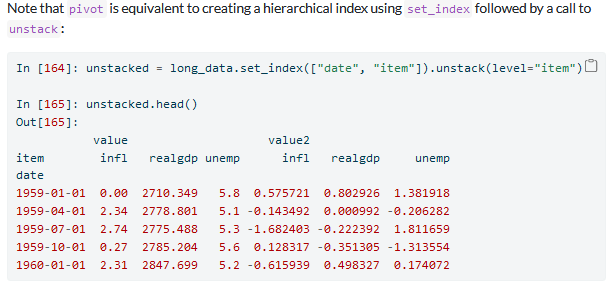 Note that pivot is equivalent to creating a hierarchical index using set_index followed by a call to
unstack:
In [164]: unstacked = long_data.set_index(["date", "item"]).unstack(level="item")
In [165]: unstacked.head()
Out[165]:
           value                    value2
item        infl   realgdp unemp      infl   realgdp     unemp
date
1959-01-01  0.00  2710.349   5.8  0.575721  0.802926  1.381918
1959-04-01  2.34  2778.801   5.1 -0.143492  0.000992 -0.206282
1959-07-01  2.74  2775.488   5.3 -1.682403 -0.222392  1.811659
1959-10-01  0.27  2785.204   5.6  0.128317 -0.351305 -1.313554
1960-01-01  2.31  2847.699   5.2 -0.615939  0.498327  0.174072